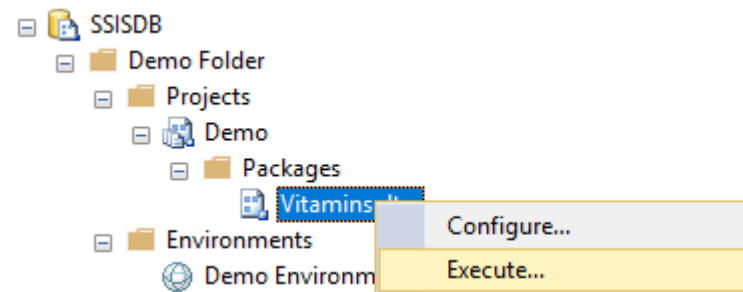 SSISDB
Demo Folder
Projects
Demo
Packages
Configure...
Environments
Execute...